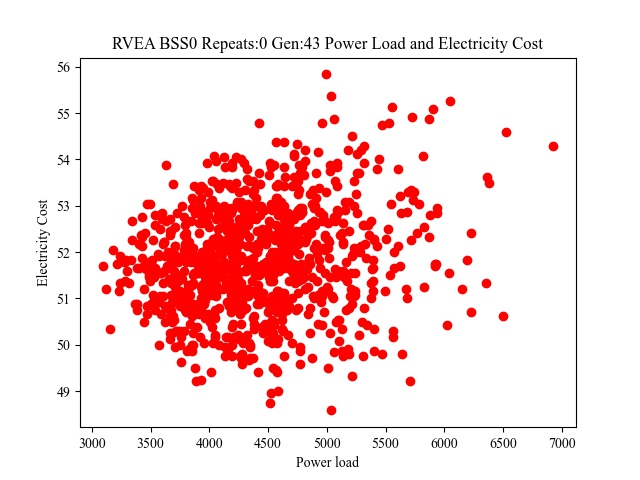 RVEA BSS0 Repeats:0 Gen:43 Power Load and Electricity Cost
56
55
54
53
52
51
50
49
Electricity Cost
3000 3500 4000 4500 5000 5500 6000 6500 7000
Power load